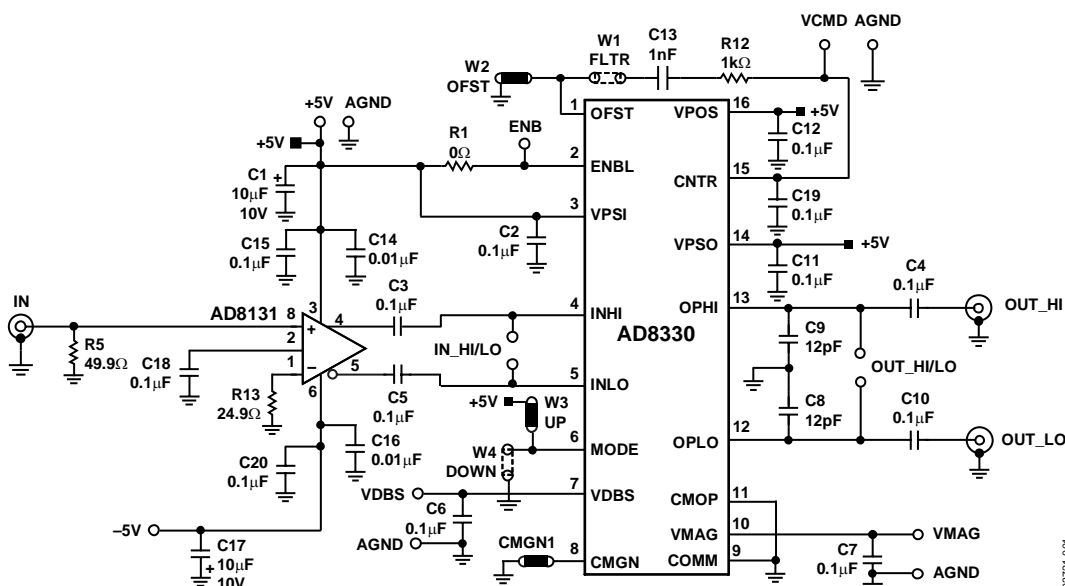 VCMD AGND
C13
1nF
R12
1kΩ
W1
FLTR
W2
OFST
+5V AGND
+5V
R1
0Ω
ENB
1
OFST
VPOS
16
+5V
C12
0.1µF
2
ENBL
C1
+
10µF
10V
CNTR
15
3
VPSI
C19
0.1µF
C2
0.1µF
C15
0.1µF
C14
0.01µF
VPSO
14
+5V
C11
0.1µF
C3
0.1µF
C4
0.1µF
IN
AD8131
8
+
3
4
4
INHI
AD8330
OPHI
13
OUT_HI
R5
49.9Ω
2
IN_HI/LO
C9
12pF
C18
0.1µF
1
–
5
5
INLO
OUT_HI/LO
R13
24.9Ω
6
C5
0.1µF
+5V
W3
UP
C8
12pF
C10
0.1µF
C16
0.01µF
C20
0.1µF
W4
DOWN
6
MODE
OPLO
12
OUT_LO
VDBS
7
VDBS
CMOP
11
C6
0.1µF
–5V
AGND
VMAG
10
VMAG
C17
10µF
+
10V
CMGN1
8
CMGN
COMM
9
C7
0.1µF
AGND